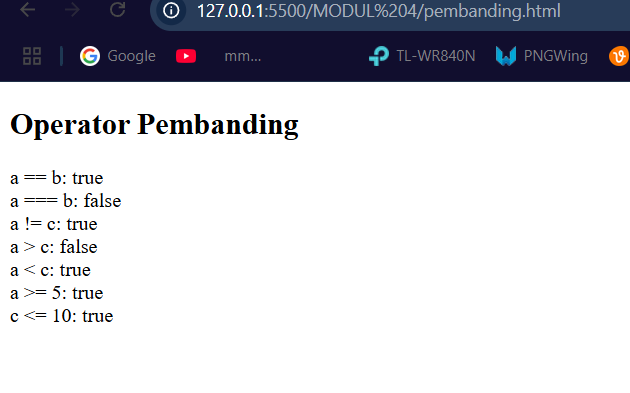 127.0.0.1:5500/MODUL%204/pembanding.html
Google mm... TL-WR840N PNGWing
Operator Pembanding
a == b: true
a === b: false
a != c: true
a > c: false
a < c: true
a >= 5: true
c <= 10: true